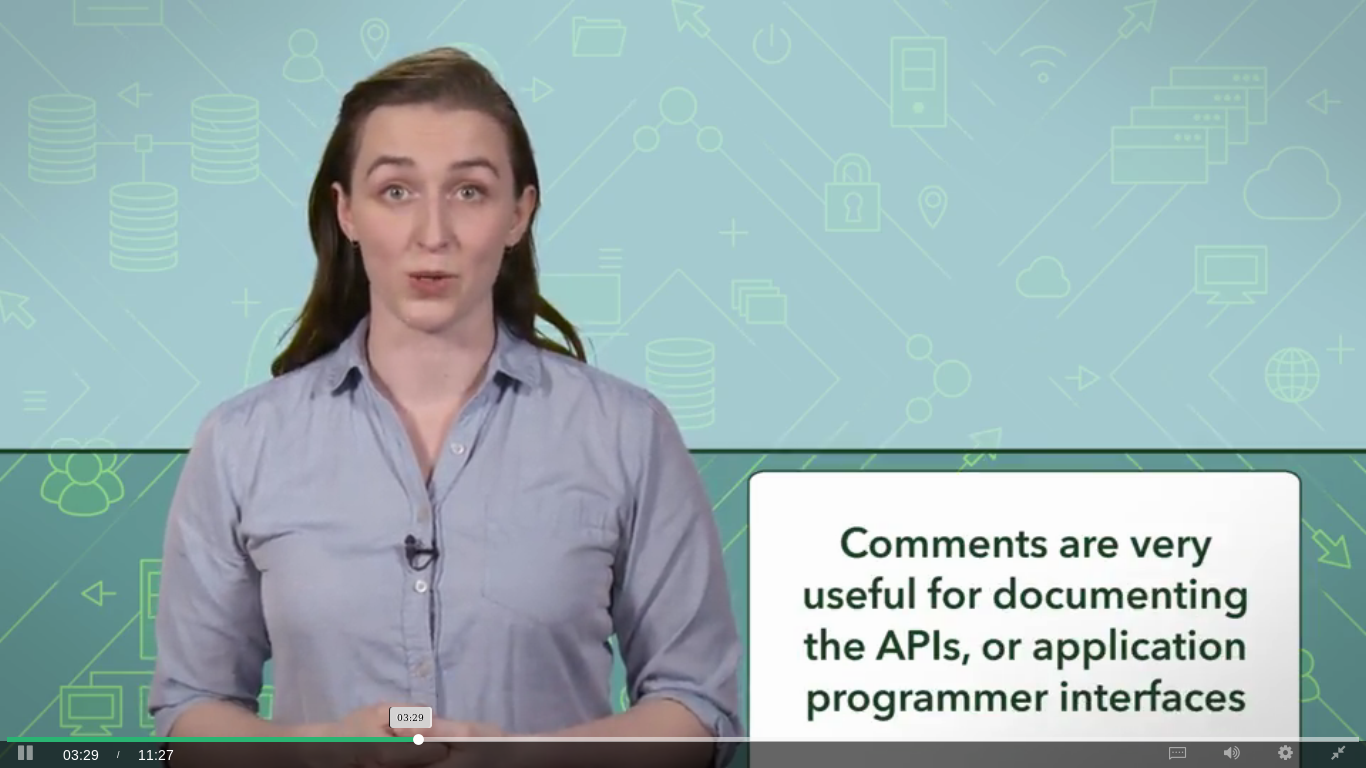 Comments are very
useful for documenting
the APIs, or application
programmer interfaces
03:29
03:29 / 11:27